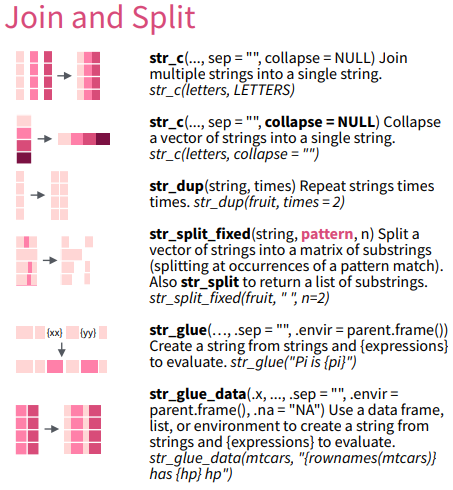 Join and Split
str_c(..., sep = "", collapse = NULL) Join
multiple strings into a single string.
str_c(letters, LETTERS)
str_c(..., sep = "", collapse = NULL) Collapse
a vector of strings into a single string.
str_c(letters, collapse = "")
str_dup(string, times) Repeat strings times
times. str_dup(fruit, times = 2)
str_split_fixed(string, pattern, n) Split a
vector of strings into a matrix of substrings
(splitting at occurrences of a pattern match).
Also str_split to return a list of substrings.
str_split_fixed(fruit, " ", n=2)
{xx} {yy}
str_glue(…, .sep = "", .envir = parent.frame())
Create a string from strings and {expressions}
to evaluate. str_glue("Pi is {pi}")
str_glue_data(.x, ..., .sep = "", .envir =
parent.frame(), .na = "NA") Use a data frame,
list, or environment to create a string from
strings and {expressions} to evaluate.
str_glue_data(mtcars, "{rownames(mtcars)}
has {hp} hp")